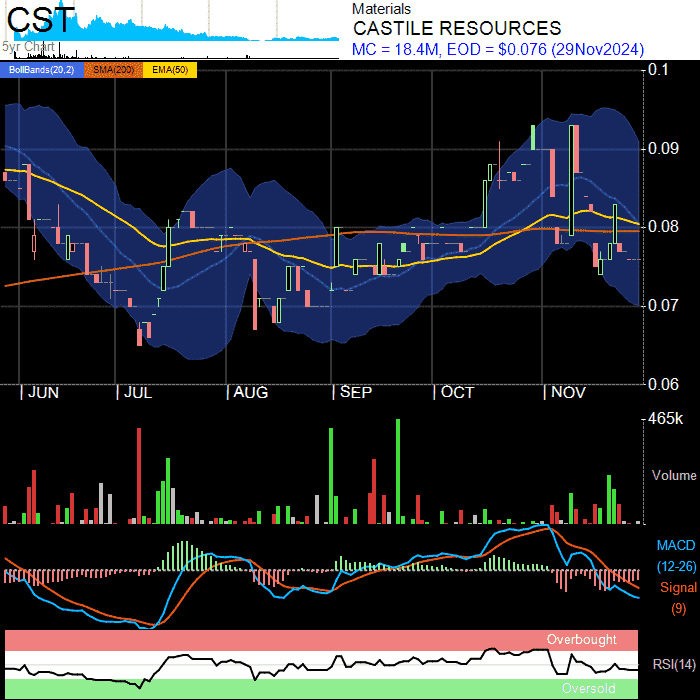 CST
5yr Chart
Materials
CASTILE RESOURCES
MC = 18.4M, EOD = $0.076 (29Nov2024)
BollBands(20,2) SMA(200) EMA(50)
0.1
0.09
0.08
0.07
0.06
JUN JUL AUG SEP OCT NOV
465k
Volume
MACD
(12-26)
Signal
(9)
Overbought
RSI(14)
Oversold